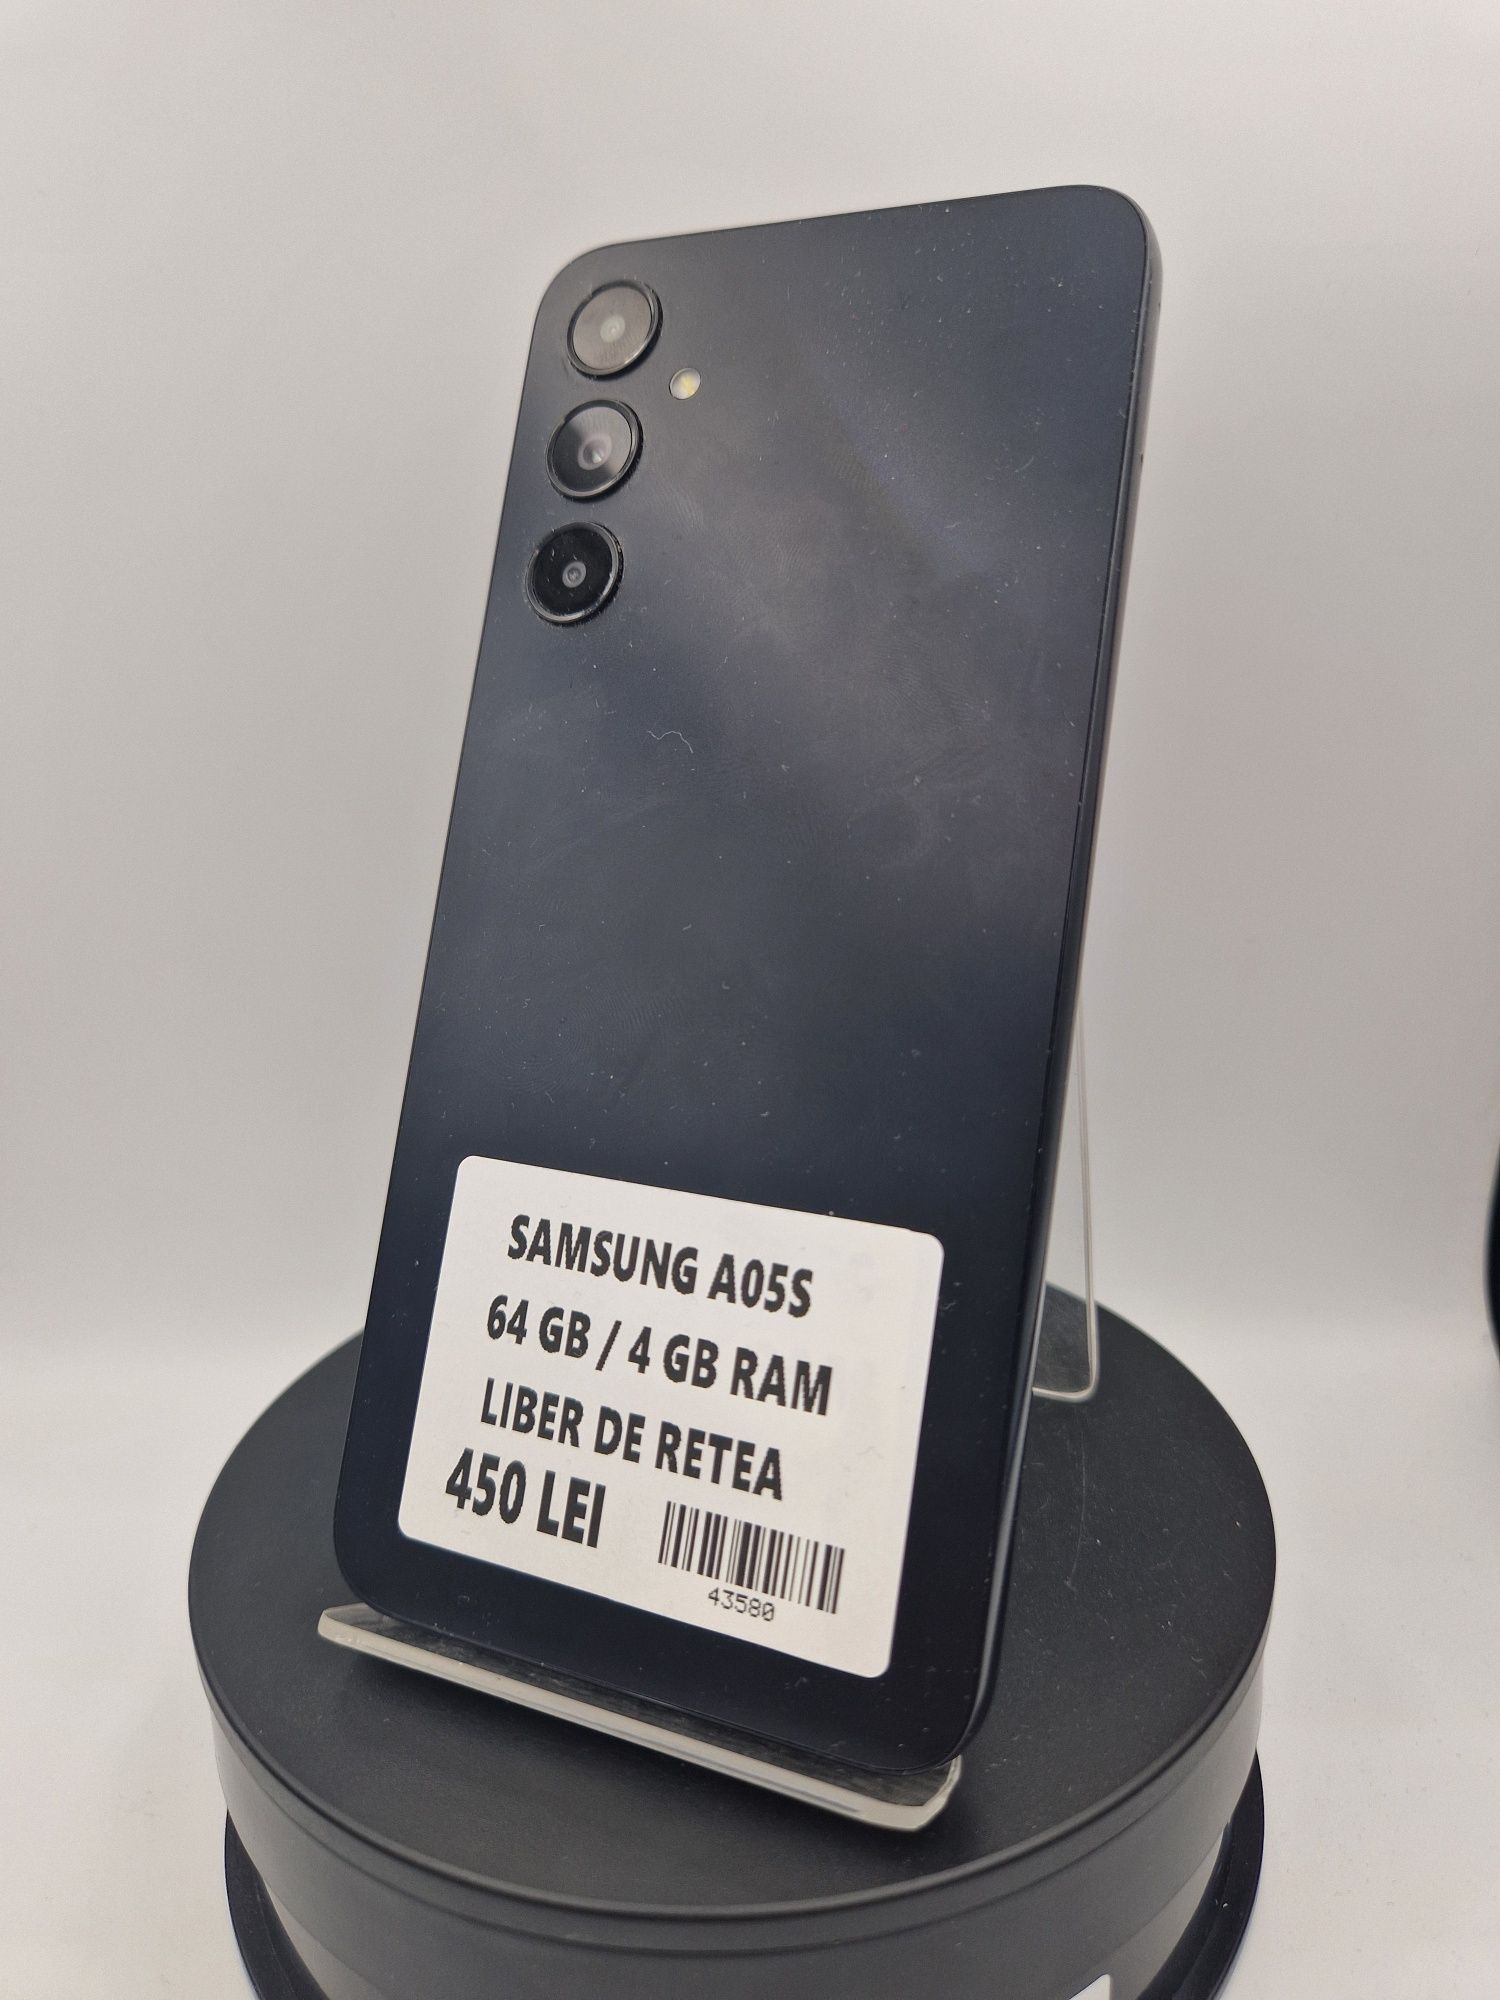 SAMSUNG A05S
64 GB / 4 GB RAM
LIBER DE RETEA
450 LEI
43580